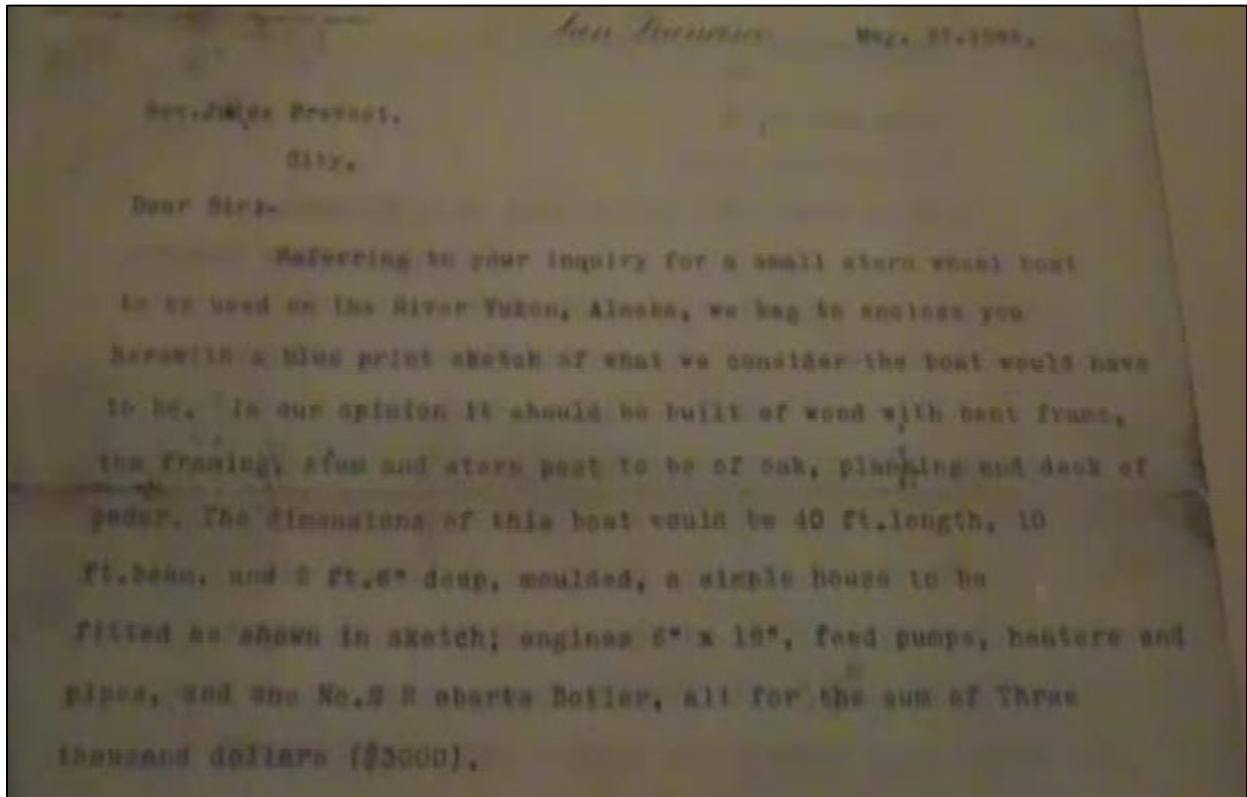 San Francisco
Prevost.
City.
Dear Sir:-
Referring to your inquiry for a small stern wheel boat
to be used on the River Yukon, Alaska, we beg to enclose you
herewith a blue print sketch of what we consider the boat would have
to be. In our opinion it should be built of wood with bent frame,
the framing, stem and stern post to be of oak, planking and deck of
The dimensions of this boat would be 40 ft.length, 10
ft.beam, and 2 ft.6" deep, moulded, a simple house to be
fitted as shown in sketch; engines 6" x feed pumps, heaters and
pipes, and one Boiler, all for the sum of Three
thousand dollars ($3000).